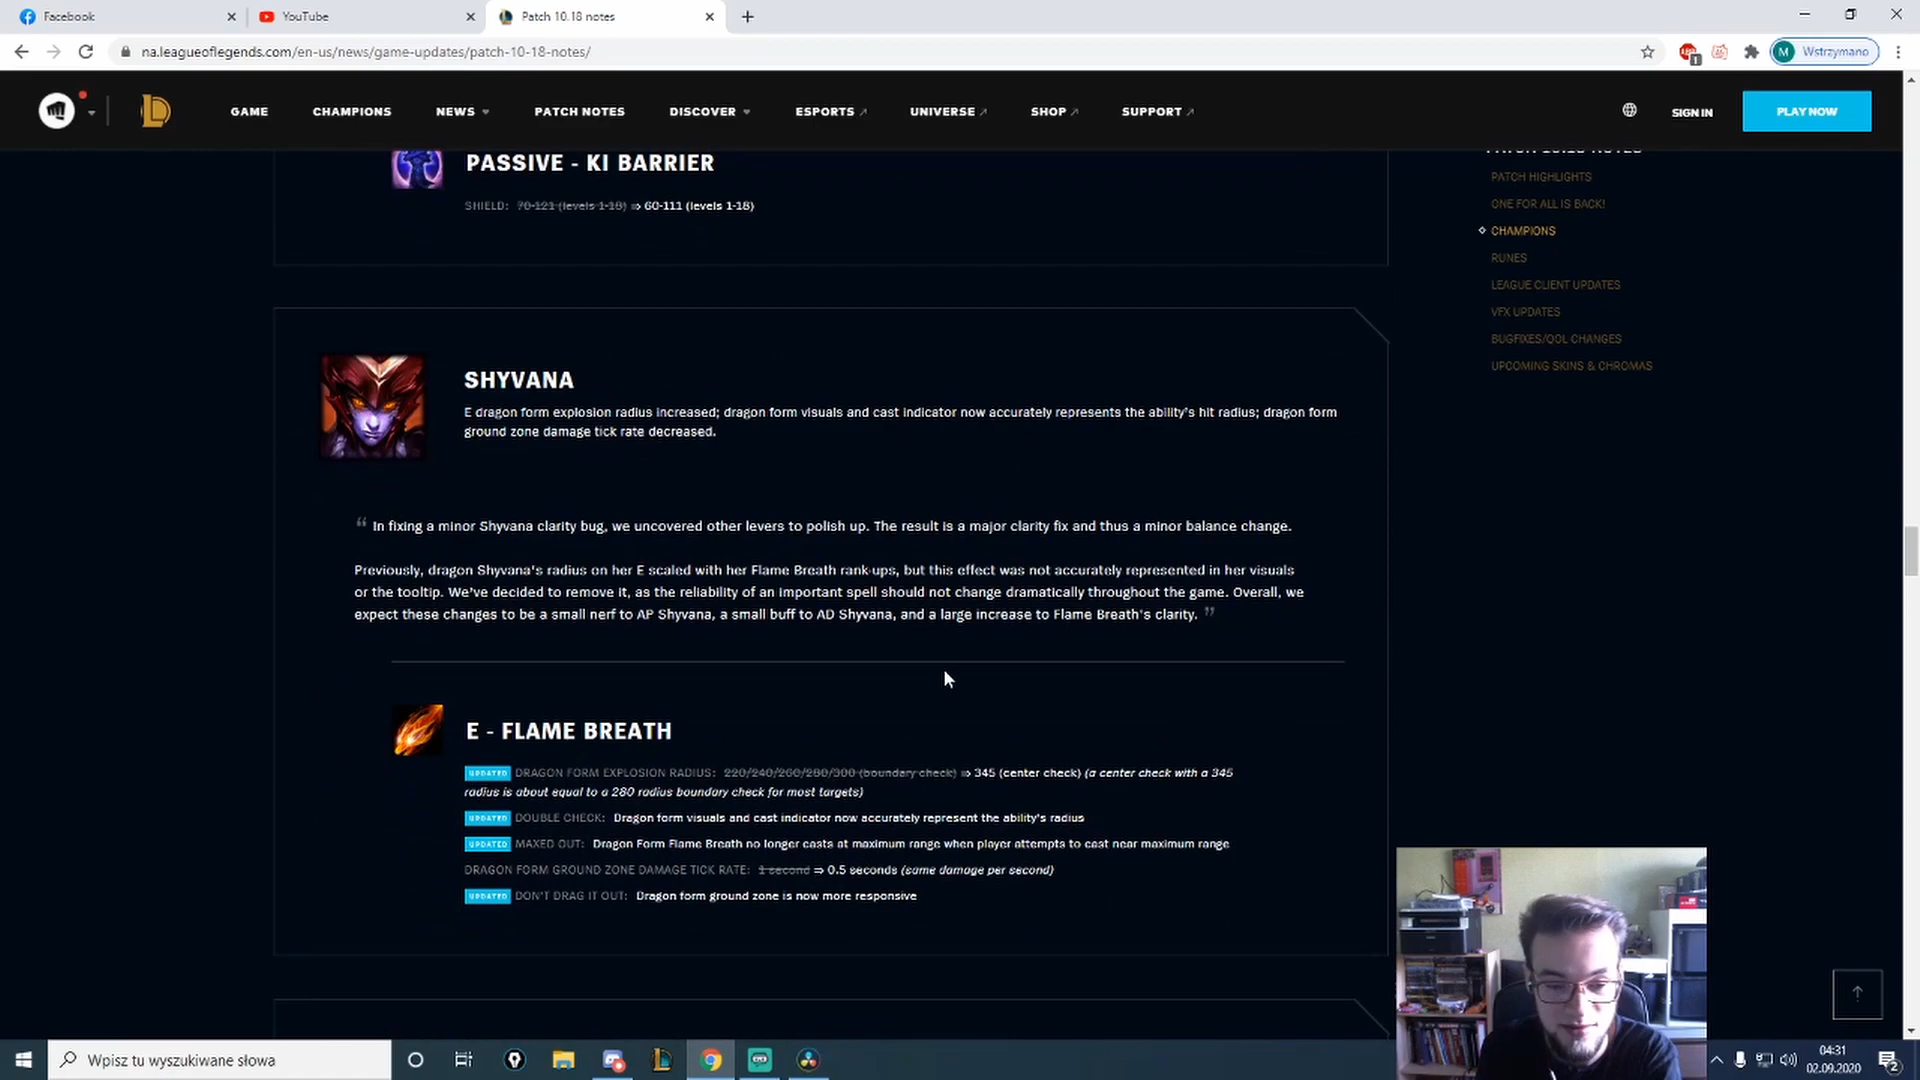 Facebook
YouTube
Patch 10.18 notes
na.leagueoflegends.com/en-us/news/game-updates/patch-10-18-notes/
M Wstrzymano
GAME CHAMPIONS NEWS PATCH NOTES DISCOVER ESPORTS UNIVERSE SHOP SUPPORT SIGN IN PLAY NOW
PASSIVE - KI BARRIER
SHIELD: 70-121 (levels 1-18) ⇒ 60-111 (levels 1-18)
PATCH 10.18 NOTES
PATCH HIGHLIGHTS
ONE FOR ALL IS BACK!
CHAMPIONS
RUNES
LEAGUE CLIENT UPDATES
VFX UPDATES
BUGFIXES/QOL CHANGES
UPCOMING SKINS & CHROMAS
SHYVANA
E dragon form explosion radius increased; dragon form visuals and cast indicator now accurately represents the ability's hit radius; dragon form
ground zone damage tick rate decreased.
“ In fixing a minor Shyvana clarity bug, we uncovered other levers to polish up. The result is a major clarity fix and thus a minor balance change.
Previously, dragon Shyvana's radius on her E scaled with her Flame Breath rank-ups, but this effect was not accurately represented in her visuals
or the tooltip. We've decided to remove it, as the reliability of an important spell should not change dramatically throughout the game. Overall, we
expect these changes to be a small nerf to AP Shyvana, a small buff to AD Shyvana, and a large increase to Flame Breath's clarity. ”
E - FLAME BREATH
UPDATED DRAGON FORM EXPLOSION RADIUS: 220/240/260/280/300 (boundary check) ⇒ 345 (center check) (a center check with a 345
radius is about equal to a 280 radius boundary check for most targets)
UPDATED DOUBLE CHECK: Dragon form visuals and cast indicator now accurately represent the ability's radius
UPDATED MAXED OUT: Dragon Form Flame Breath no longer casts at maximum range when player attempts to cast near maximum range
DRAGON FORM GROUND ZONE DAMAGE TICK RATE: 1 second ⇒ 0.5 seconds (same damage per second)
UPDATED DON'T DRAG IT OUT: Dragon form ground zone is now more responsive
Wpisz tu wyszukiwane słowa
04:31
02.09.2020
2